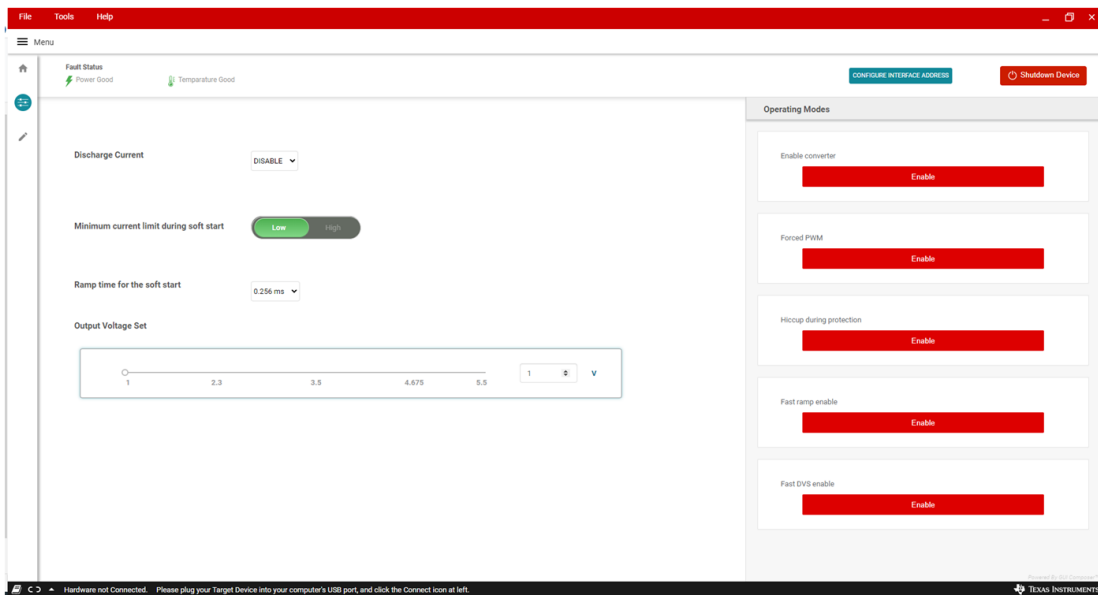 File Tools Help
Menu
Fault Status
Power Good Temparature Good
CONFIGURE INTERFACE ADDRESS
Shutdown Device
Discharge Current
DISABLE
Minimum current limit during soft start
Low High
Ramp time for the soft start
0.256 ms
Output Voltage Set
1 2.3 3.5 4.675 5.5
1 V
Operating Modes
Enable converter
Enable
Forced PWM
Enable
Hiccup during protection
Enable
Fast ramp enable
Enable
Fast DVS enable
Enable
Powered By GUI Composer™
Hardware not Connected. Please plug your Target Device into your computer's USB port, and click the Connect icon at left.
TEXAS INSTRUMENTS